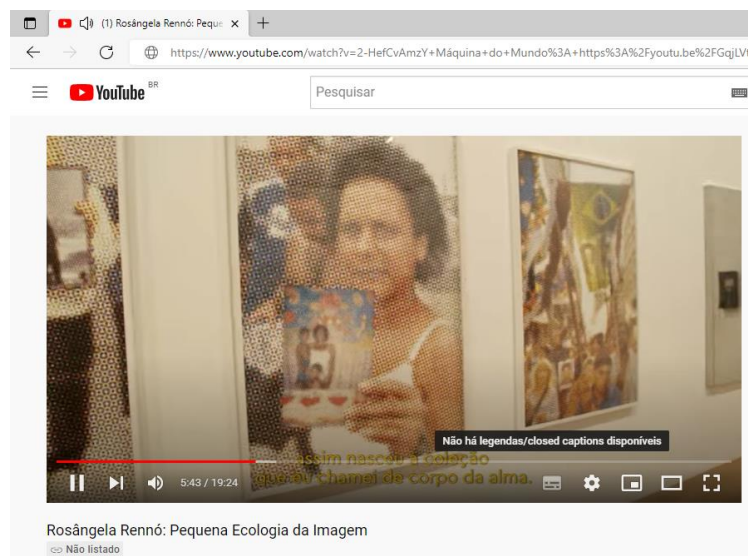 (1) Rosângela Rennó: Peque
https://www.youtube.com/watch?v=2-HefCvAmzY+Máquina+do+Mundo%3A+https%3A%2F%2Fyoutu.be%2FGqjLVt
YouTube BR
Pesquisar
Não há legendas/closed captions disponíveis
assim nasceu a coleção
que eu chamei de corpo da alma.
5:43 / 19:24
Rosângela Rennó: Pequena Ecologia da Imagem
Não listado